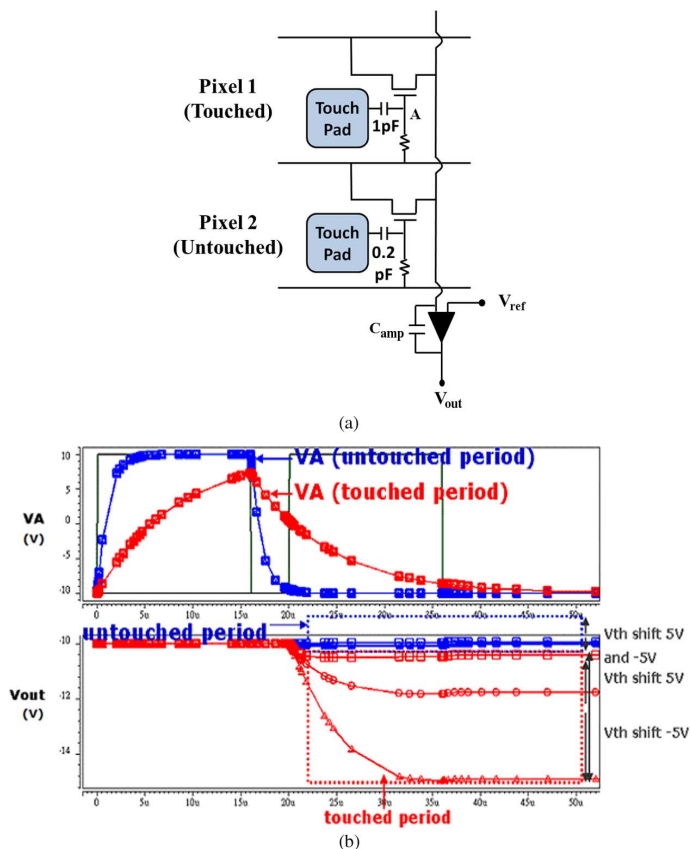 Pixel 1
(Touched)
Touch
Pad
1pF
A
Pixel 2
(Untouched)
Touch
Pad
0.2
pF
Vref
Camp
Vout
(a)
VA (untouched period)
VA (touched period)
VA
(V)
10
5
0
-5
-10
0 5u 10u 15u 20u 25u 30u 35u 40u 45u 50u
untouched period
Vth shift 5V
and -5V
Vth shift 5V
Vth shift -5V
Vout
(V)
-10
-12
-14
0 5u 10u 15u 20u 25u 30u 35u 40u 45u 50u
touched period
(b)